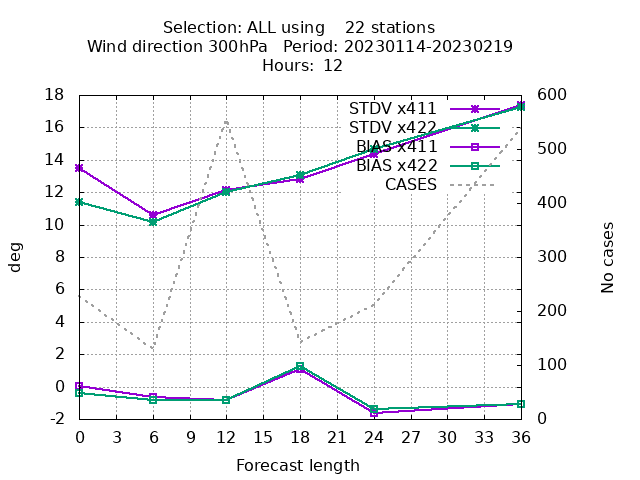 Selection: ALL using    22 stations
Wind direction 300hPa   Period: 20230114-20230219
Hours: 12
18
16
14
12
10
8
6
4
2
0
-2
600
500
400
300
200
100
0
deg
No cases
STDV x411
STDV x422
BIAS x411
BIAS x422
CASES
0 3 6 9 12 15 18 21 24 27 30 33 36
Forecast length